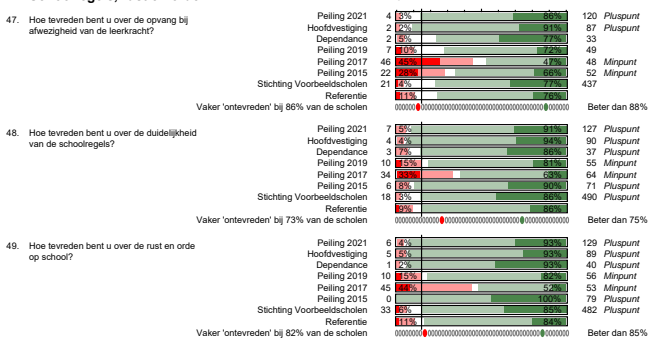 47. Hoe tevreden bent u over de opvang bij afwezigheid van de leerkracht?
Peiling 2021 4 3% 86% 120 Pluspunt
Hoofdvestiging 2 2% 91% 87 Pluspunt
Dependance 2 5% 77% 33
Peiling 2019 7 10% 72% 49
Peiling 2017 46 45% 47% 48 Minpunt
Peiling 2015 22 28% 66% 52 Minpunt
Stichting Voorbeeldscholen 21 4% 77% 437
Referentie 11% 76%
Vaker 'ontevreden' bij 86% van de scholen Beter dan 88%
48. Hoe tevreden bent u over de duidelijkheid van de schoolregels?
Peiling 2021 7 5% 91% 127 Pluspunt
Hoofdvestiging 4 4% 94% 90 Pluspunt
Dependance 3 7% 86% 37 Pluspunt
Peiling 2019 10 15% 81% 55 Minpunt
Peiling 2017 34 33% 63% 64 Minpunt
Peiling 2015 6 8% 90% 71 Pluspunt
Stichting Voorbeeldscholen 18 3% 86% 490 Pluspunt
Referentie 9% 86%
Vaker 'ontevreden' bij 73% van de scholen Beter dan 75%
49. Hoe tevreden bent u over de rust en orde op school?
Peiling 2021 6 4% 93% 129 Pluspunt
Hoofdvestiging 5 5% 93% 89 Pluspunt
Dependance 1 2% 93% 40 Pluspunt
Peiling 2019 10 15% 82% 56 Minpunt
Peiling 2017 45 44% 52% 53 Minpunt
Peiling 2015 0 100% 79 Pluspunt
Stichting Voorbeeldscholen 33 6% 85% 482 Pluspunt
Referentie 11% 84%
Vaker 'ontevreden' bij 82% van de scholen Beter dan 85%